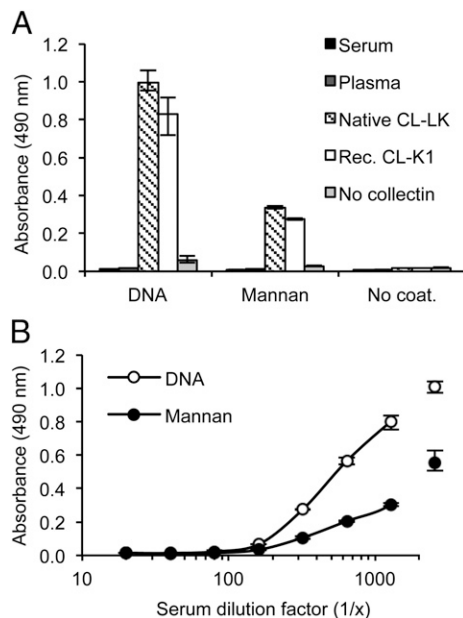 A
Absorbance (490 nm)
1.2
1.0
0.8
0.6
0.4
0.2
0.0
Serum
Plasma
Native CL-LK
Rec. CL-K1
No collectin
DNA Mannan No coat.
B
Absorbance (490 nm)
1.2
1.0
0.8
0.6
0.4
0.2
0.0
DNA
Mannan
10 100 1000
Serum dilution factor (1/x)